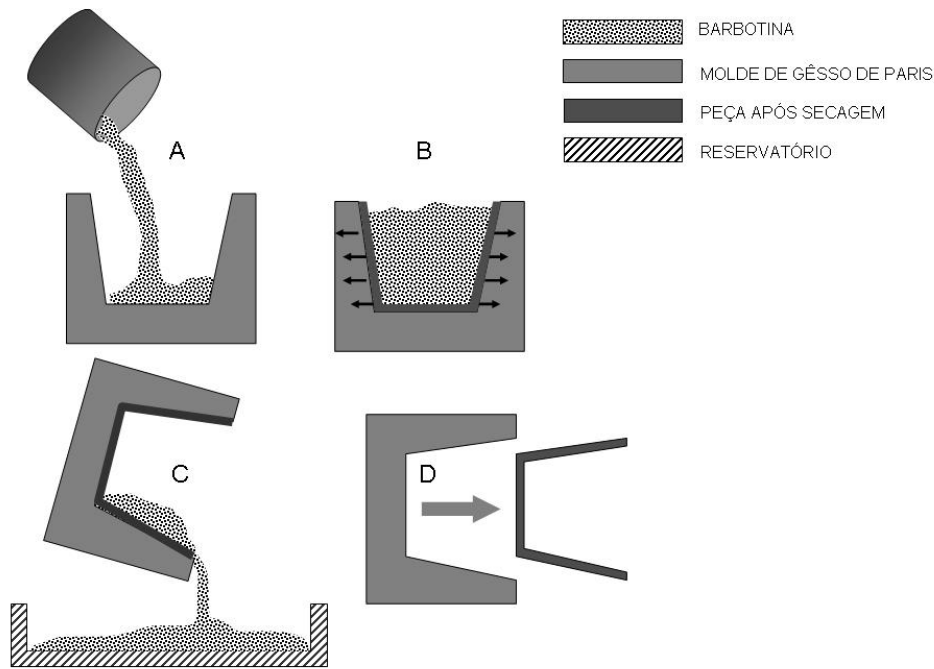 BARBOTINA
MOLDE DE GÊSSO DE PARIS
PEÇA APÓS SECAGEM
RESERVATÓRIO
A
B
C
D